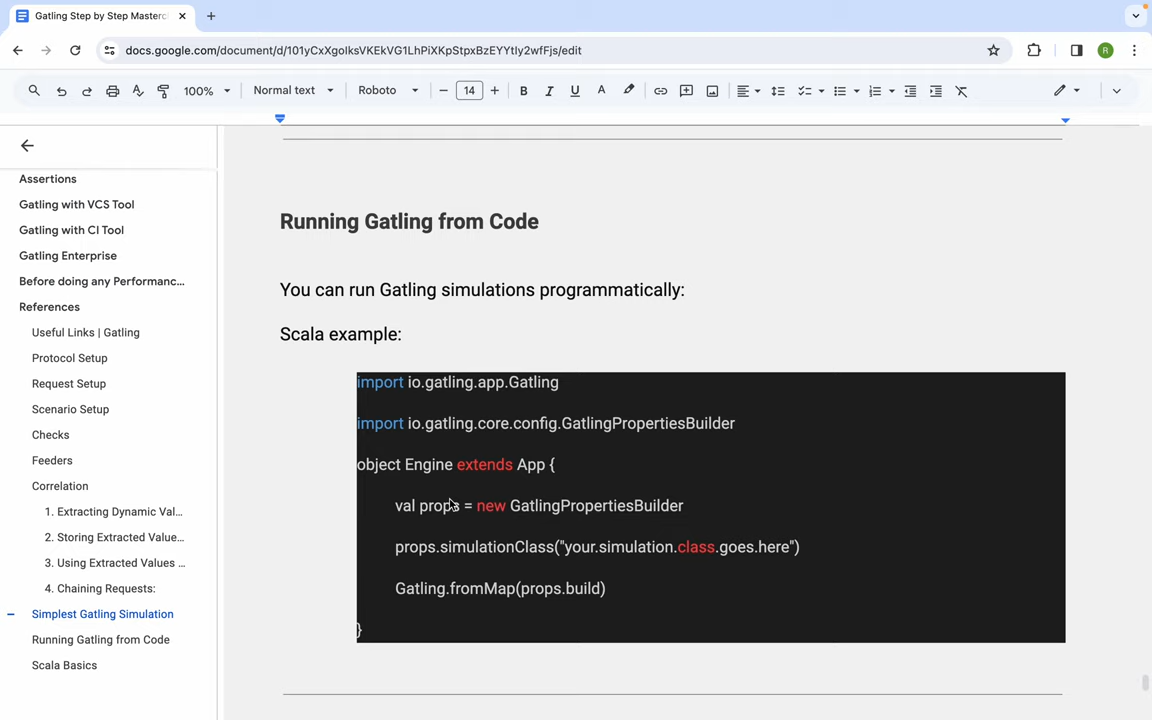 Gatling Step by Step Masterc
docs.google.com/document/d/101yCxXgoIksVKEkVG1LhPiXKpStpxBzEYYtIy2wfFjs/edit
R
100% Normal text Roboto 14 B I U A
Assertions
Gatling with VCS Tool
Gatling with CI Tool
Gatling Enterprise
Before doing any Performanc...
References
Useful Links | Gatling
Protocol Setup
Request Setup
Scenario Setup
Checks
Feeders
Correlation
1. Extracting Dynamic Val...
2. Storing Extracted Value...
3. Using Extracted Values ...
4. Chaining Requests:
Simplest Gatling Simulation
Running Gatling from Code
Scala Basics
Running Gatling from Code
You can run Gatling simulations programmatically:
Scala example:
import io.gatling.app.Gatling
import io.gatling.core.config.GatlingPropertiesBuilder
object Engine extends App {
val props = new GatlingPropertiesBuilder
props.simulationClass("your.simulation.class.goes.here")
Gatling.fromMap(props.build)
}